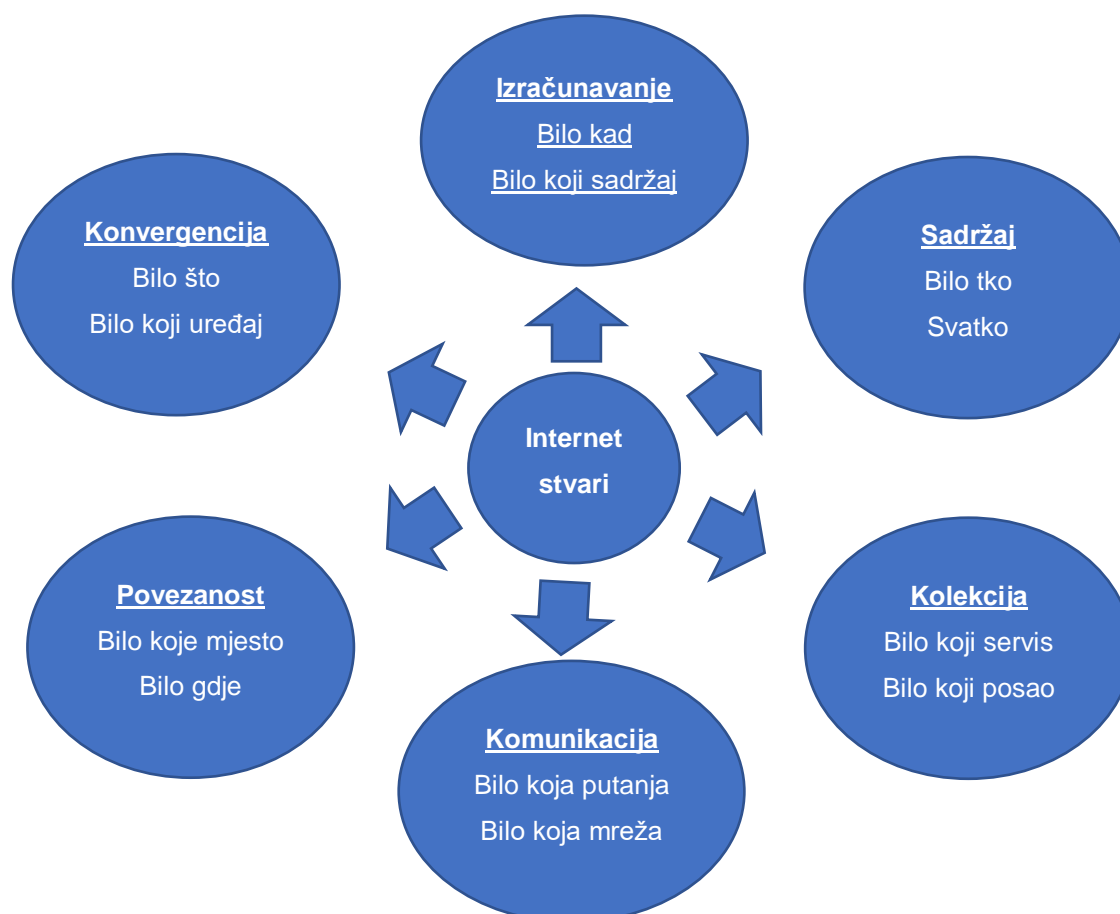 Izračunavanje
Bilo kad
Bilo koji sadržaj
Konvergencija
Bilo što
Bilo koji uređaj
Sadržaj
Bilo tko
Svatko
Internet
stvari
Povezanost
Bilo koje mjesto
Bilo gdje
Kolekcija
Bilo koji servis
Bilo koji posao
Komunikacija
Bilo koja putanja
Bilo koja mreža